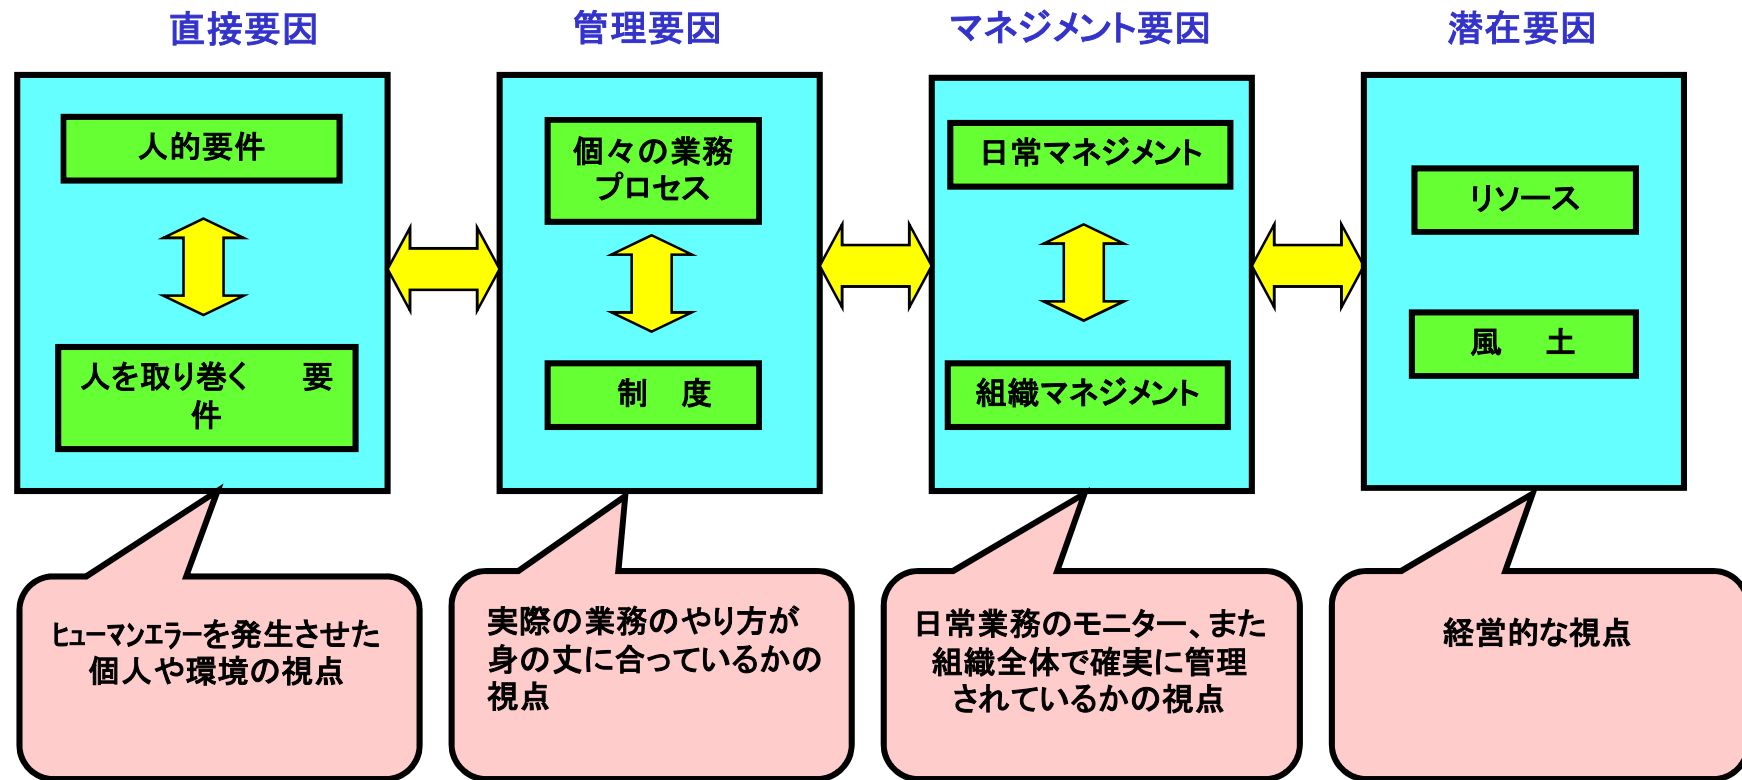 直接要因
管理要因
マネジメント要因
潜在要因
人的要件
人を取り巻く　　要
件
個々の業務
プロセス
制　度
日常マネジメント
組織マネジメント
リソース
風　土
ヒューマンエラーを発生させた
個人や環境の視点
実際の業務のやり方が
身の丈に合っているかの
視点
日常業務のモニター、また
組織全体で確実に管理
されているかの視点
経営的な視点